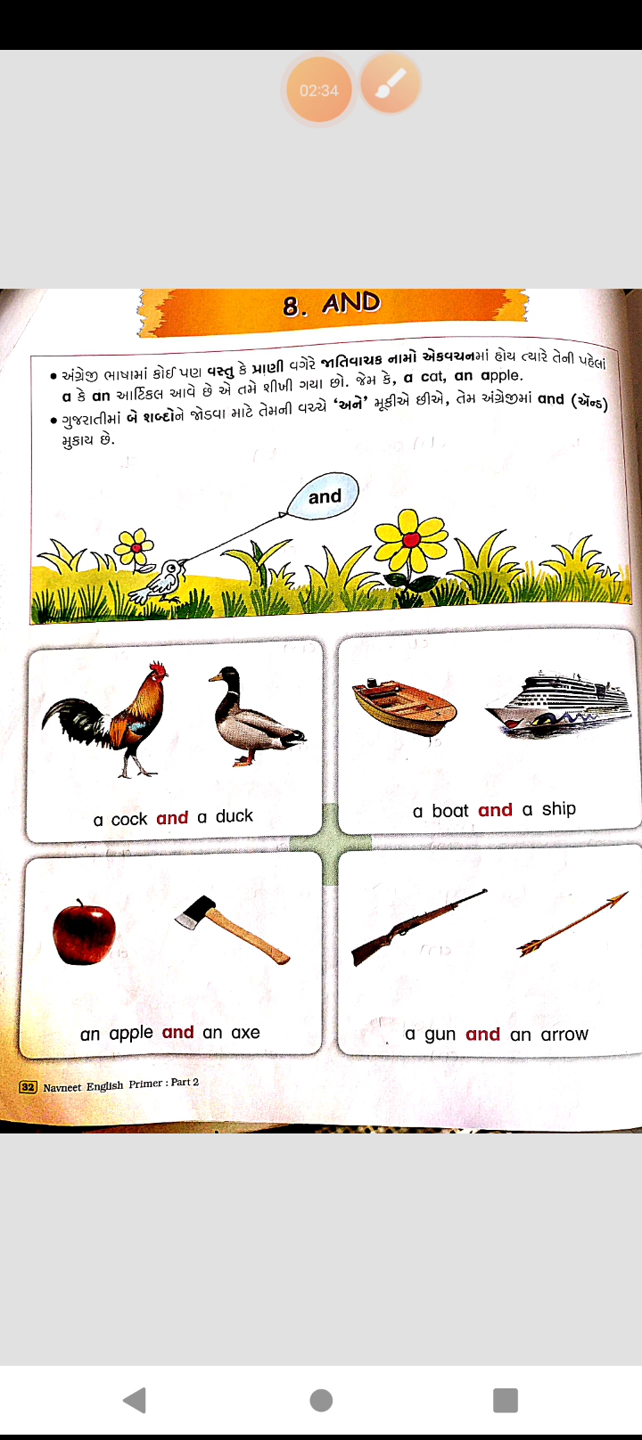 02:34
8. AND
• અંગ્રેજી ભાષામાં કોઈ પણ વસ્તુ કે પ્રાણી વગેરે જાતિવાચક નામો એકવચનમાં હોય ત્યારે તેની પહેલાં
a કે an આર્ટિકલ આવે છે એ તમે શીખી ગયા છો. જેમ કે, a cat, an apple.
• ગુજરાતીમાં બે શબ્દોને જોડવા માટે તેમની વચ્ચે ‘અને’ મૂકીએ છીએ, તેમ અંગ્રેજીમાં and (ઍન્ડ)
મુકાય છે.
and
a cock and a duck
a boat and a ship
an apple and an axe
a gun and an arrow
32 Navneet English Primer : Part 2